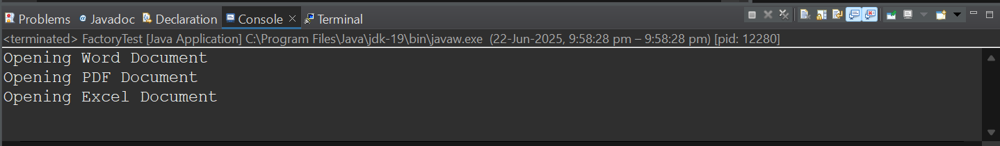 Problems @ Javadoc Declaration Console × Terminal
<terminated> FactoryTest [Java Application] C:\Program Files\Java\jdk-19\bin\javaw.exe (22-Jun-2025, 9:58:28 pm – 9:58:28 pm) [pid: 12280]
Opening Word Document
Opening PDF Document
Opening Excel Document